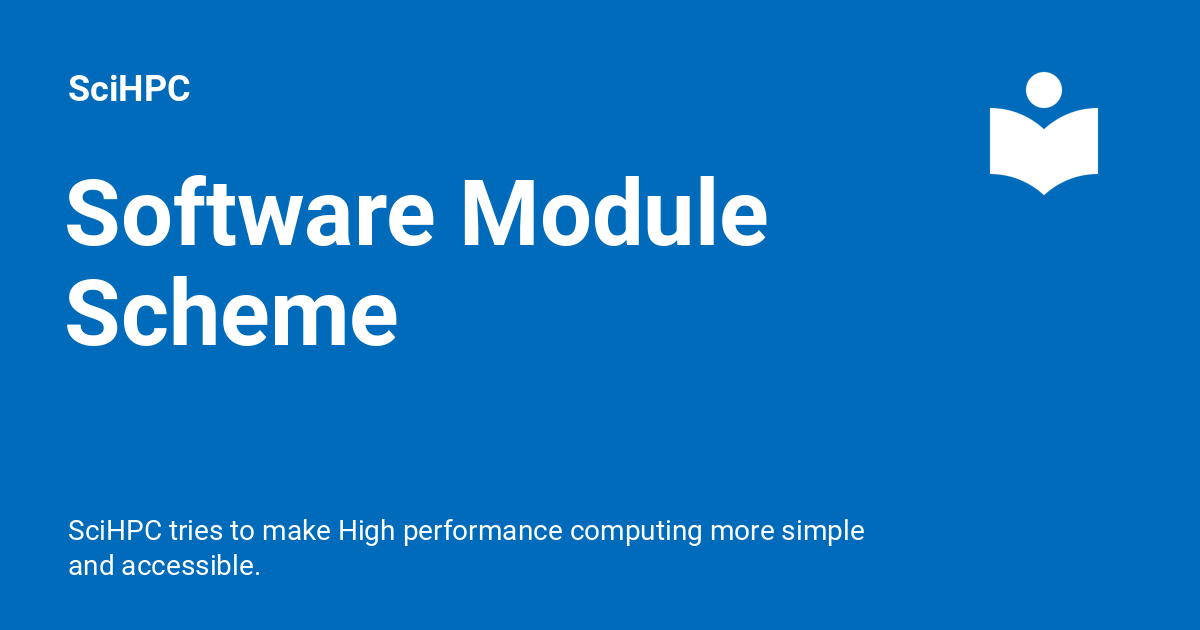 SciHPC
Software Module
Scheme
SciHPC tries to make High performance computing more simple
and accessible.